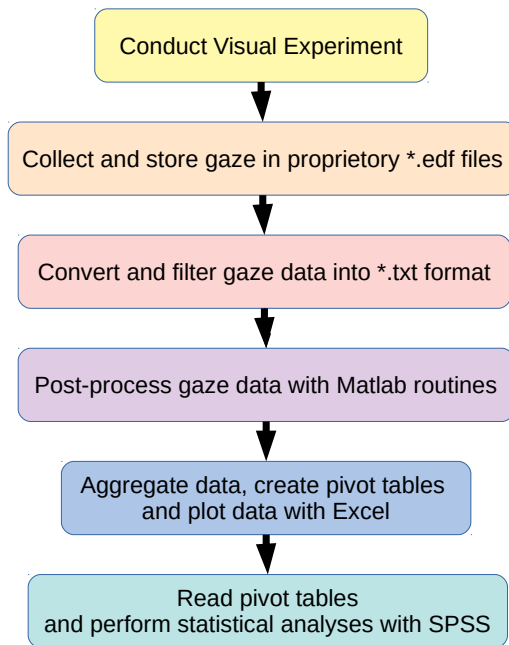 Conduct Visual Experiment
Collect and store gaze in proprietory *.edf files
Convert and filter gaze data into *.txt format
Post-process gaze data with Matlab routines
Aggregate data, create pivot tables
and plot data with Excel
Read pivot tables
and perform statistical analyses with SPSS